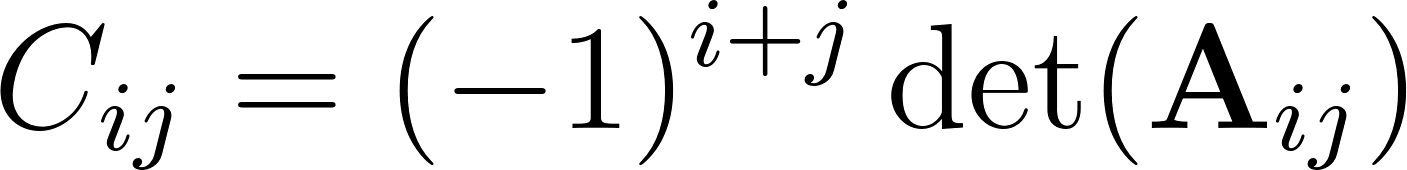 $C_{ij} = (-1)^{i+j} \det(\mathbf{A}_{ij})$